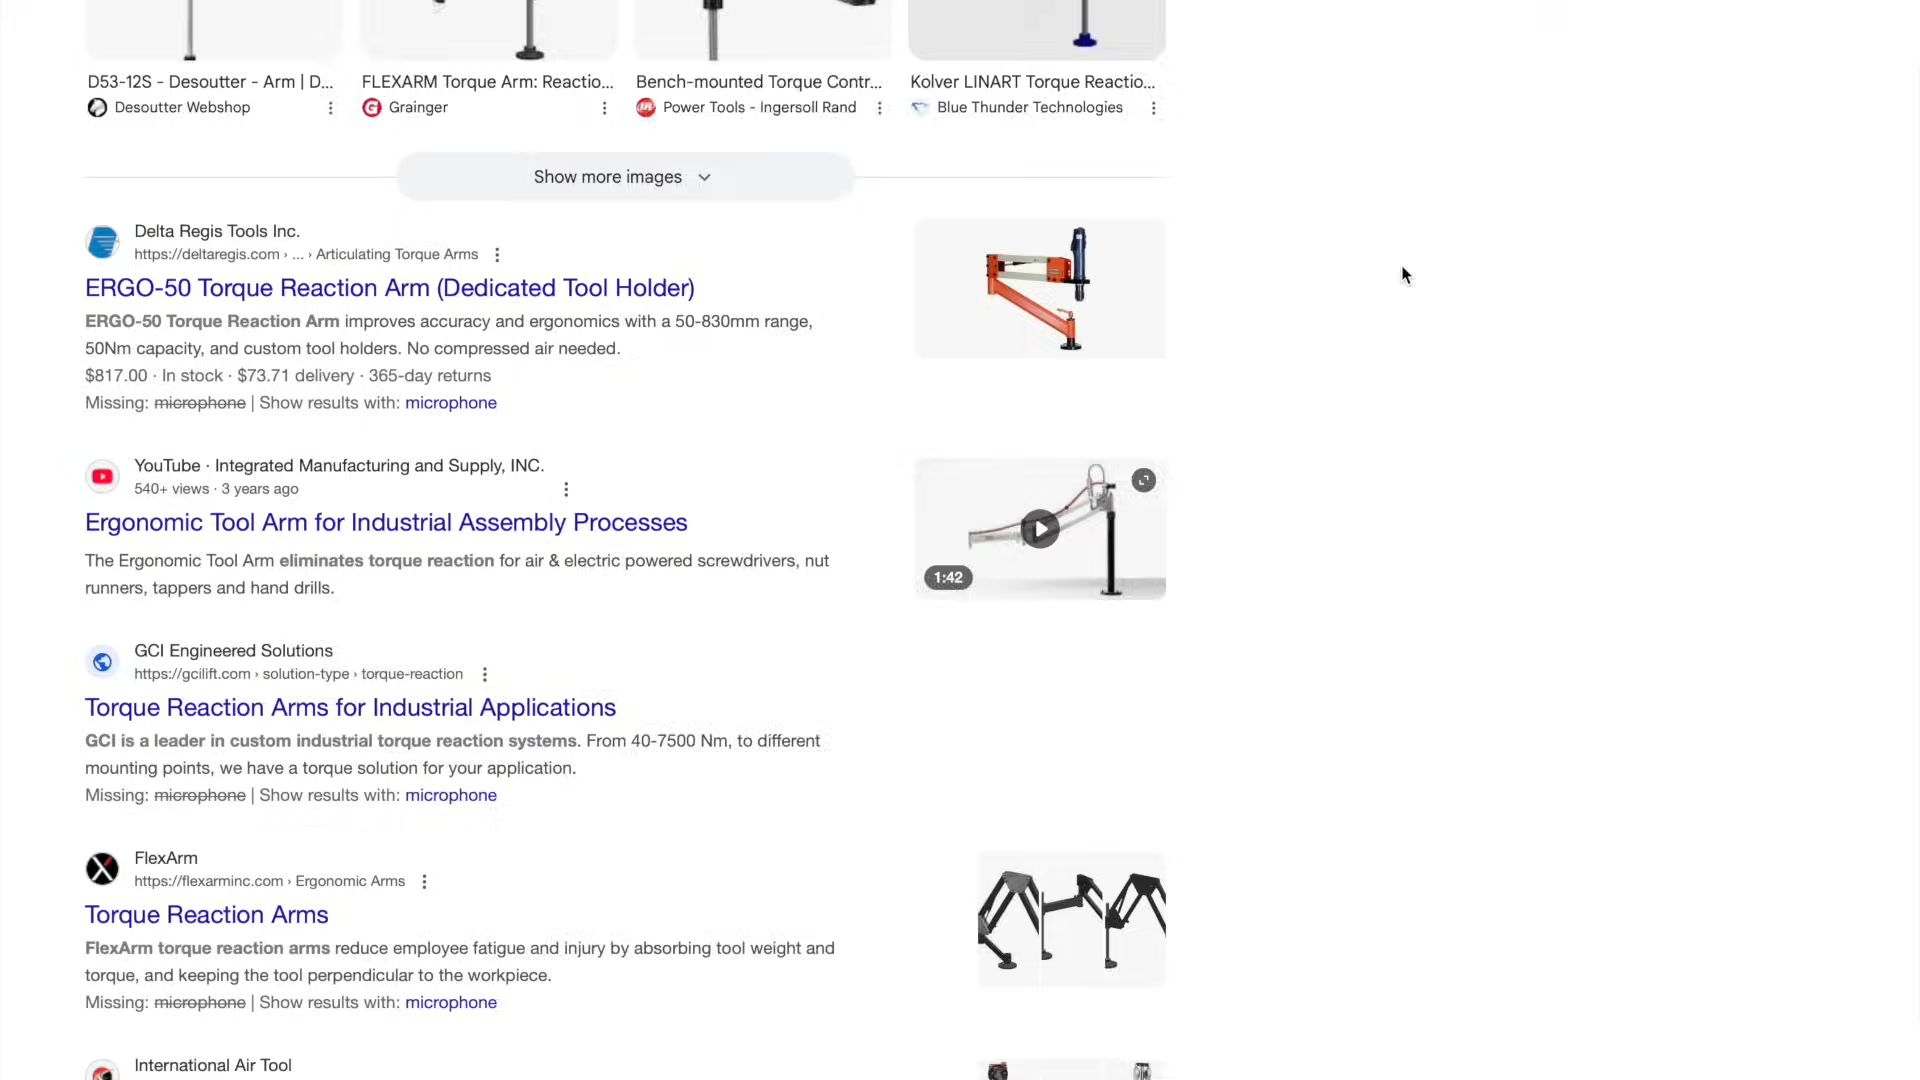 D53-12S - Desoutter - Arm | D...
Desoutter Webshop
FLEXARM Torque Arm: Reactio...
Grainger
Bench-mounted Torque Contr...
Power Tools - Ingersoll Rand
Kolver LINART Torque Reactio...
Blue Thunder Technologies
Show more images
Delta Regis Tools Inc.
https://deltaregis.com › ... › Articulating Torque Arms
ERGO-50 Torque Reaction Arm (Dedicated Tool Holder)
ERGO-50 Torque Reaction Arm improves accuracy and ergonomics with a 50-830mm range,
50Nm capacity, and custom tool holders. No compressed air needed.
$817.00 · In stock · $73.71 delivery · 365-day returns
Missing: microphone | Show results with: microphone
YouTube · Integrated Manufacturing and Supply, INC.
540+ views · 3 years ago
Ergonomic Tool Arm for Industrial Assembly Processes
The Ergonomic Tool Arm eliminates torque reaction for air & electric powered screwdrivers, nut
runners, tappers and hand drills.
1:42
GCI Engineered Solutions
https://gcilift.com › solution-type › torque-reaction
Torque Reaction Arms for Industrial Applications
GCI is a leader in custom industrial torque reaction systems. From 40-7500 Nm, to different
mounting points, we have a torque solution for your application.
Missing: microphone | Show results with: microphone
FlexArm
https://flexarminc.com › Ergonomic Arms
Torque Reaction Arms
FlexArm torque reaction arms reduce employee fatigue and injury by absorbing tool weight and
torque, and keeping the tool perpendicular to the workpiece.
Missing: microphone | Show results with: microphone
International Air Tool